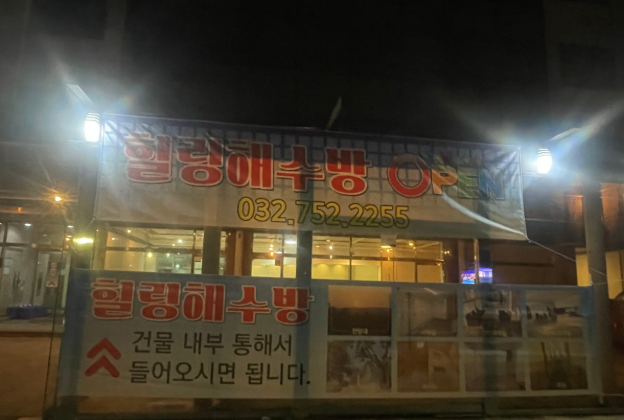 힐링해수방 OPEN
032.752.2255
힐링해수방
건물 내부 통해서
들어오시면 됩니다.